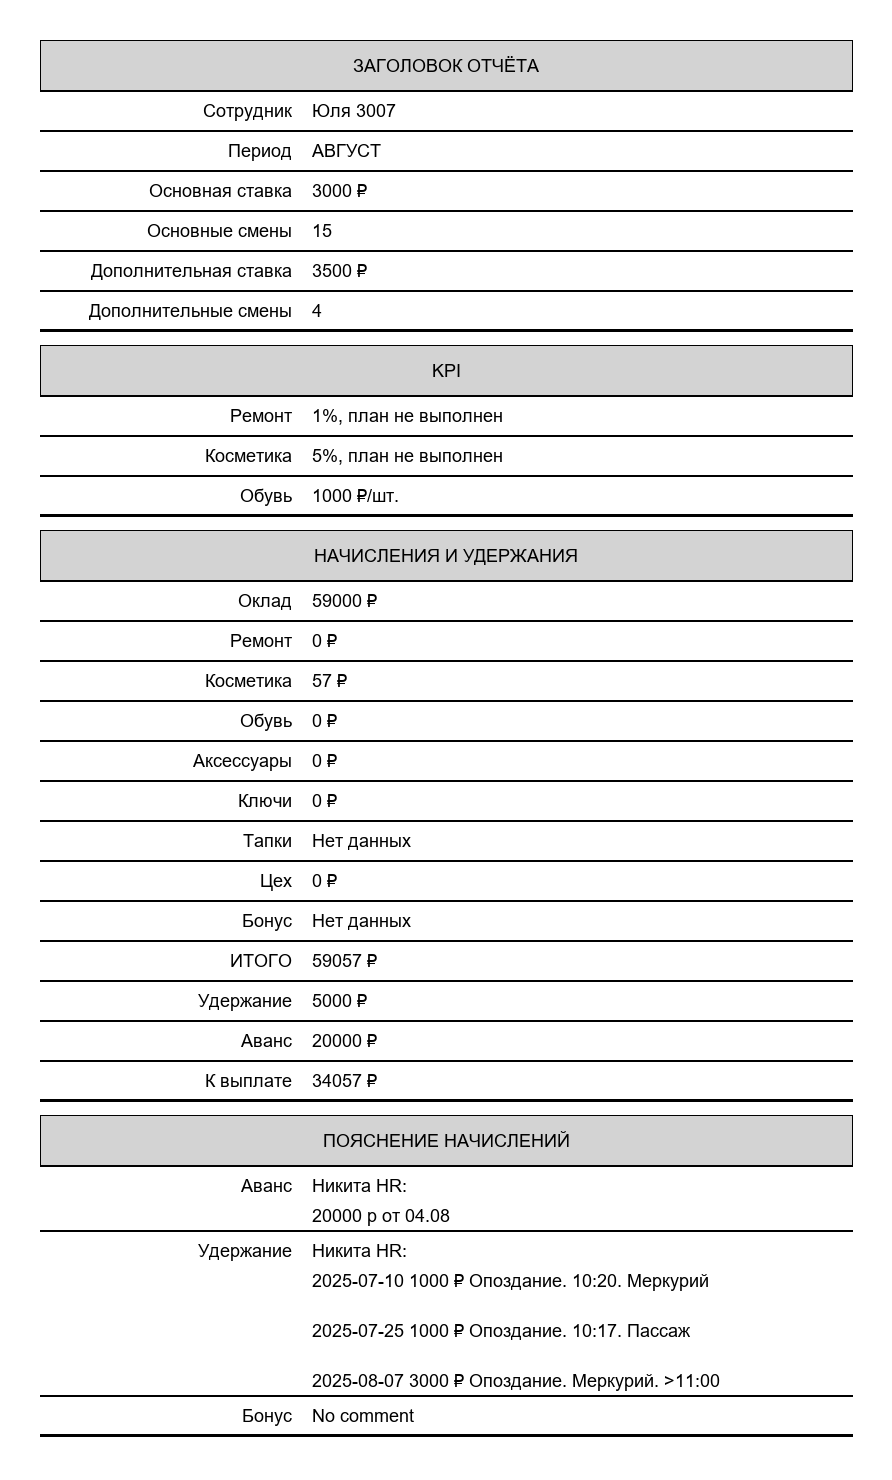 ЗАГОЛОВОК ОТЧЁТА
Сотрудник Юля 3007
Период АВГУСТ
Основная ставка 3000 ₽
Основные смены 15
Дополнительная ставка 3500 ₽
Дополнительные смены 4
KPI
Ремонт 1%, план не выполнен
Косметика 5%, план не выполнен
Обувь 1000 ₽/шт.
НАЧИСЛЕНИЯ И УДЕРЖАНИЯ
Оклад 59000 ₽
Ремонт 0 ₽
Косметика 57 ₽
Обувь 0 ₽
Аксессуары 0 ₽
Ключи 0 ₽
Тапки Нет данных
Цех 0 ₽
Бонус Нет данных
ИТОГО 59057 ₽
Удержание 5000 ₽
Аванс 20000 ₽
К выплате 34057 ₽
ПОЯСНЕНИЕ НАЧИСЛЕНИЙ
Аванс Никита HR:
20000 р от 04.08
Удержание Никита HR:
2025-07-10 1000 ₽ Опоздание. 10:20. Меркурий
2025-07-25 1000 ₽ Опоздание. 10:17. Пассаж
2025-08-07 3000 ₽ Опоздание. Меркурий. >11:00
Бонус No comment